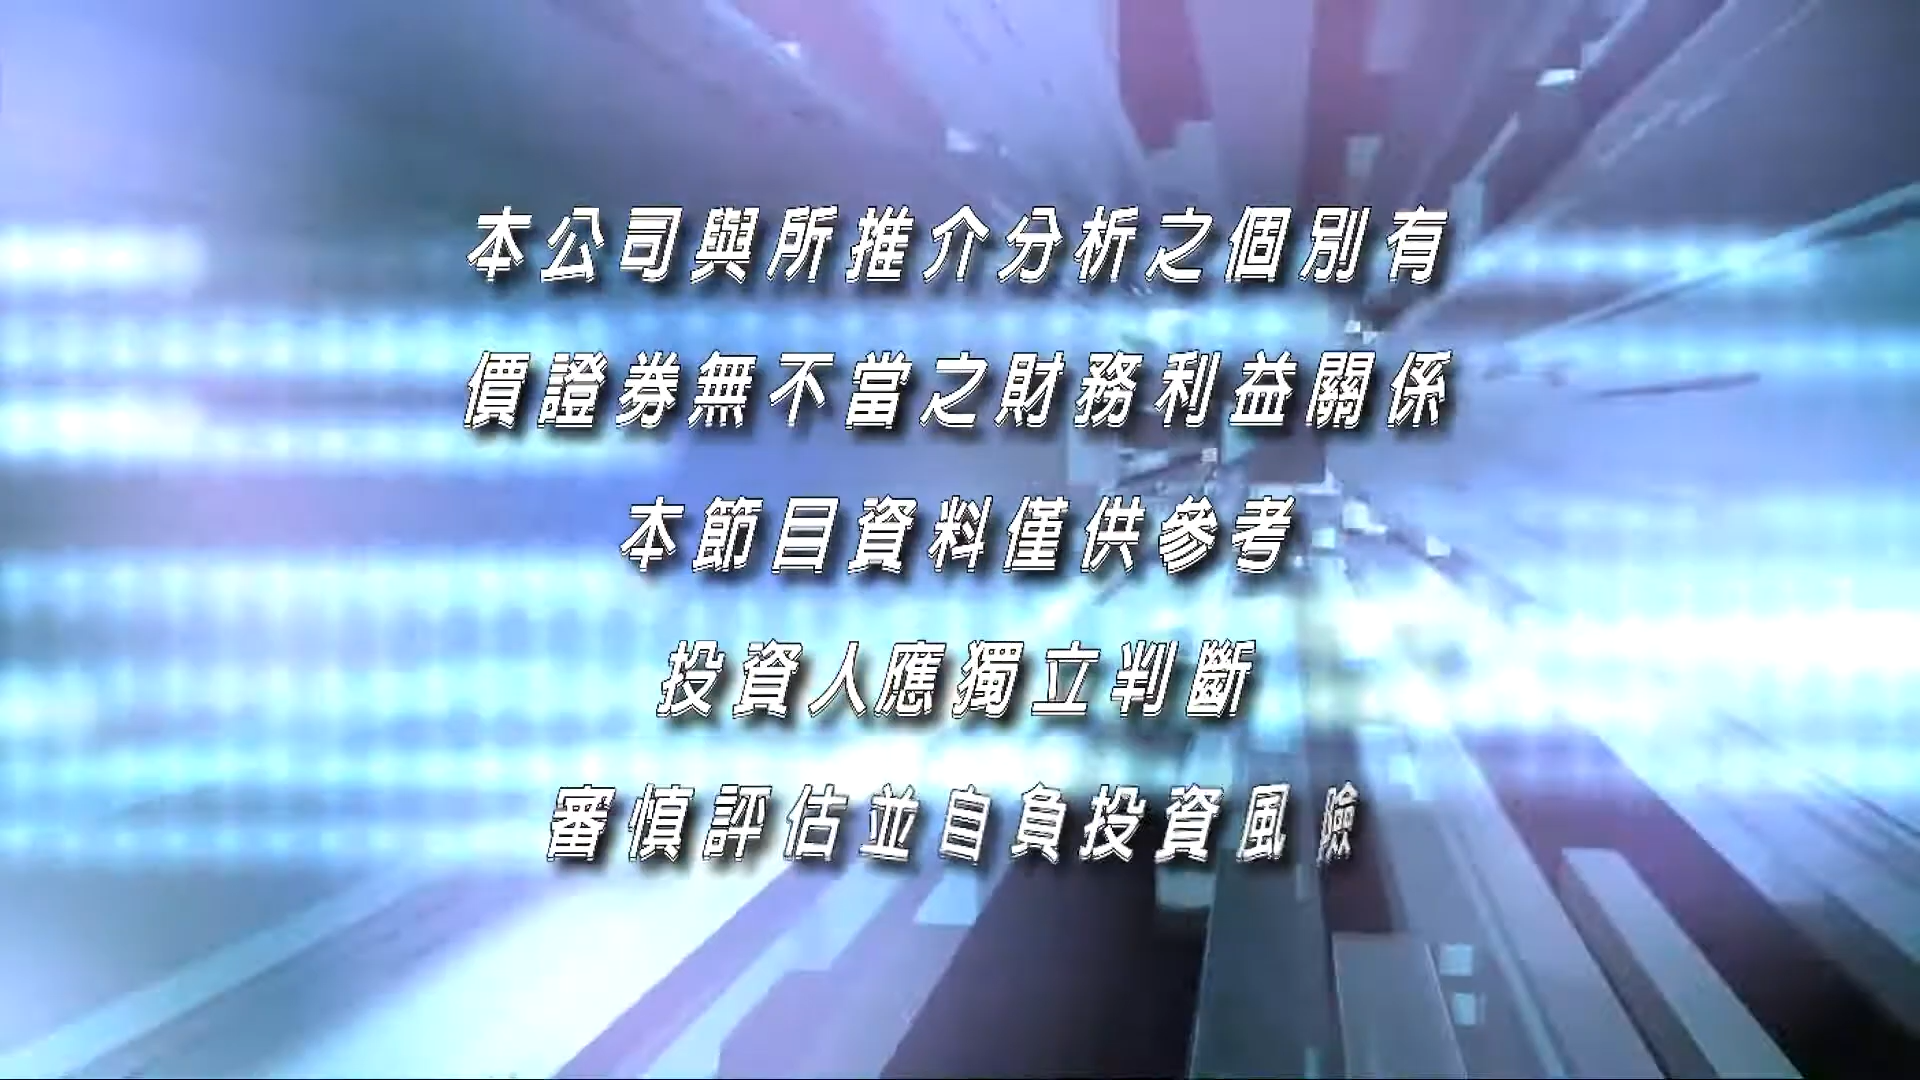 本公司與所推介分析之個別有
價證券無不當之財務利益關係
本節目資料僅供參考
投資人應獨立判斷
審慎評估並自負投資風險